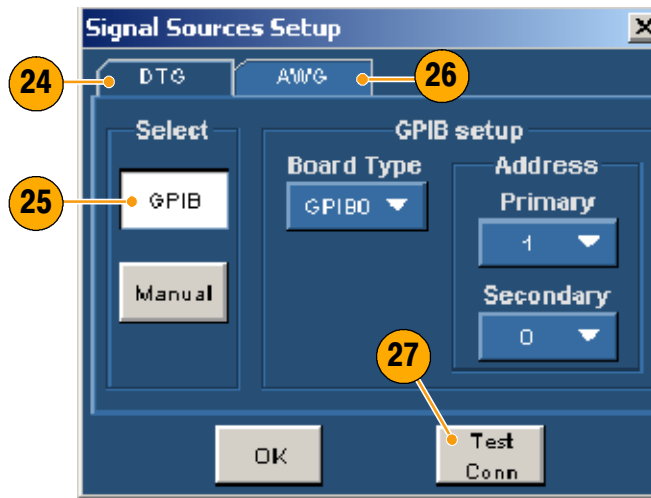 Signal Sources Setup
24
DTG
AWG
26
Select
GPIB setup
Board Type
Address
25
GPIB
GPIB0
Primary
1
Manual
Secondary
0
27
OK
Test
Conn